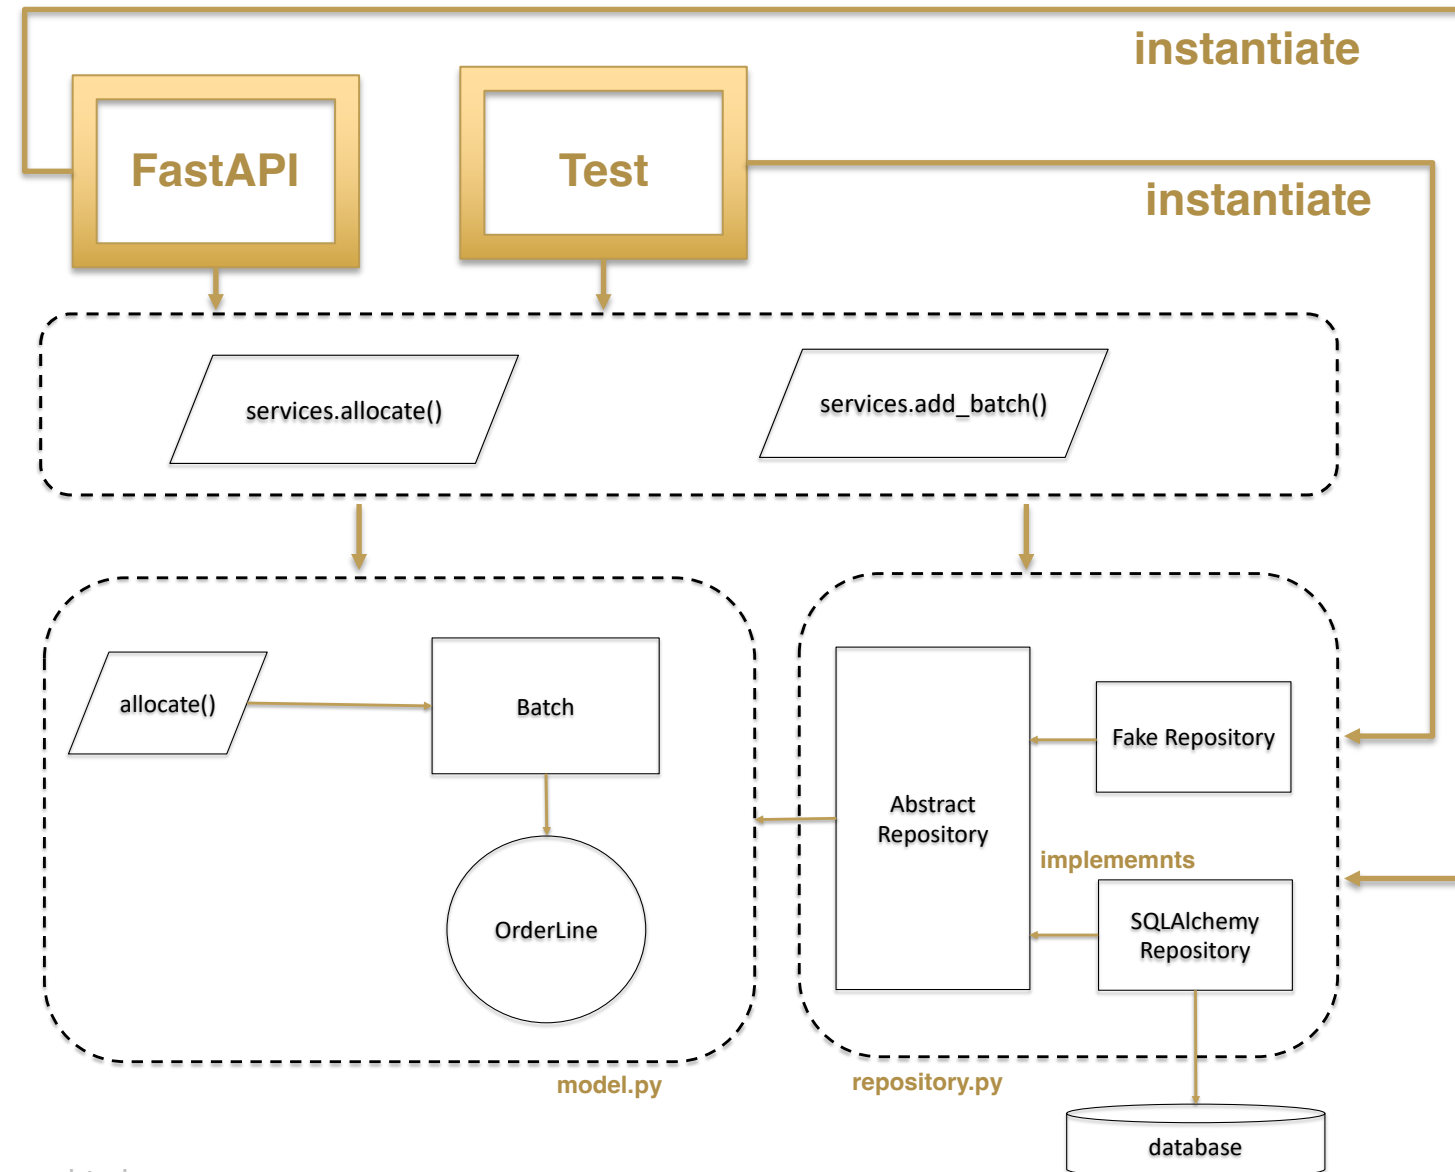 instantiate
FastAPI
Test
instantiate
services.allocate()
services.add_batch()
allocate()
Batch
Fake Repository
Abstract
Repository
implememnts
OrderLine
SQLAlchemy
Repository
model.py
repository.py
database